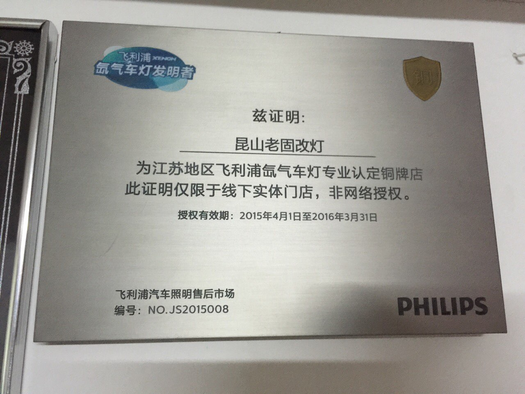 飞利浦 XENON
氙气车灯发明者
兹证明：
昆山老固改灯
为江苏地区飞利浦氙气车灯专业认定铜牌店
此证明仅限于线下实体门店，非网络授权。
授权有效期：2015年4月1日至2016年3月31日
飞利浦汽车照明售后市场
编号：NO.JS2015008
PHILIPS